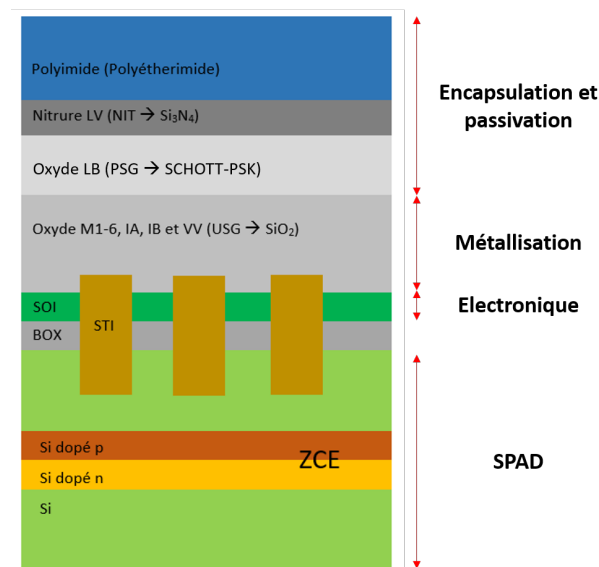 Polyimide (Polyétherimide)
Nitrure LV (NIT → Si₃N₄)
Oxyde LB (PSG → SCHOTT-PSK)
Oxyde M1-6, IA, IB et VV (USG → SiO₂)
SOI
STI
BOX
Si dopé p
ZCE
Si dopé n
Si
Encapsulation et
passivation
Métallisation
Electronique
SPAD